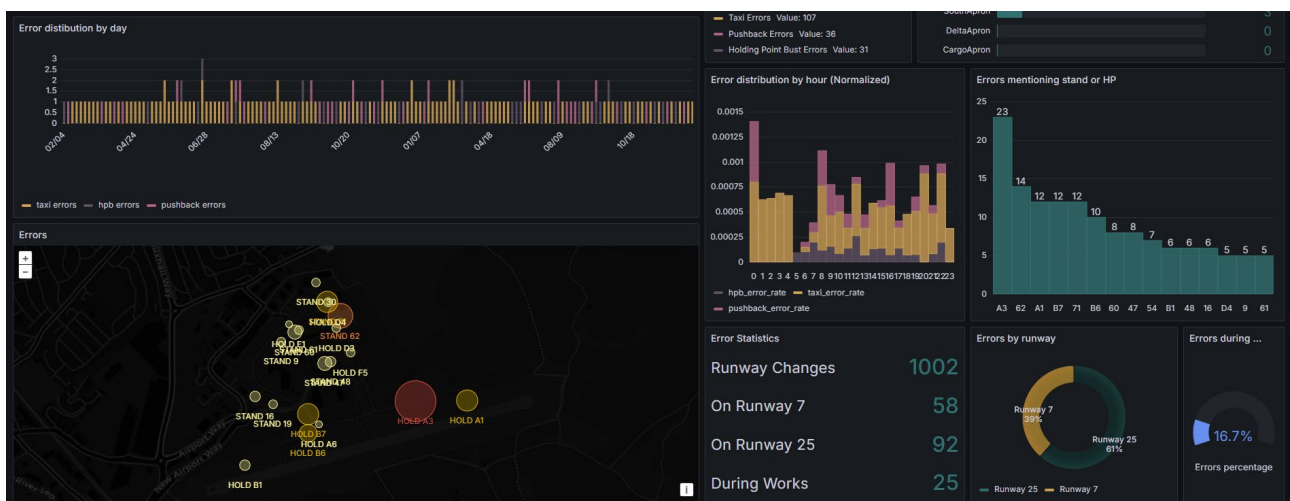 Error distibution by day
3
2.5
2
1.5
1
0.5
0
02/04 04/24 06/28 08/13 10/20 01/07 04/18 08/09 10/18
taxi errors hpb errors pushback errors
Taxi Errors Value: 107
Pushback Errors Value: 36
Holding Point Bust Errors Value: 31
SouthApron 3
DeltaApron 0
CargoApron 0
Error distribution by hour (Normalized)
0.0015
0.00125
0.001
0.00075
0.0005
0.00025
0
0 1 2 3 4 5 6 7 8 9 10 11 12 13 14 15 16 17 18 19 20 21 22 23
hpb_error_rate taxi_error_rate
pushback_error_rate
Errors mentioning stand or HP
25
20
15
10
5
0
23 14 12 12 12 10 8 8 7 6 6 6 5 5 5
A3 62 A1 B7 71 B6 60 47 54 B1 48 16 D4 9 61
Errors
+
−
STAND 60
HOLD D4
STAND 62
HOLD E1
STAND 61
HOLD D3
STAND 9
HOLD F5
STAND 48
STAND 47
STAND 16
HOLD A3
HOLD A1
STAND 19
HOLD B7
HOLD A6
HOLD B6
HOLD B1
Airport Way
New Airport Way
River Lea
i
Error Statistics
Runway Changes 1002
On Runway 7 58
On Runway 25 92
During Works 25
Errors by runway
Runway 7
39%
Runway 25
61%
Runway 25 Runway 7
Errors during ...
16.7%
Errors percentage